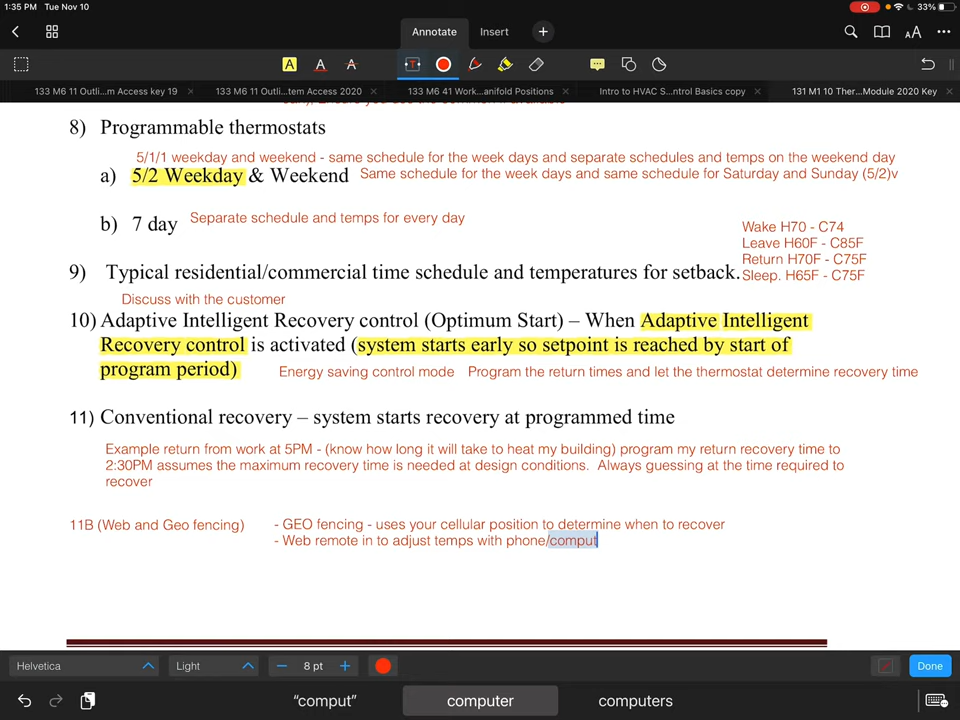 1:35 PM Tue Nov 10
33%
Annotate
Insert
AA
A A A T
133 M6 11 Outli...m Access key 19
133 M6 11 Outli...tem Access 2020
133 M6 41 Work...anifold Positions
Intro to HVAC S...ntrol Basics copy
131 M1 10 Ther...Module 2020 Key
8) Programmable thermostats
5/1/1 weekday and weekend - same schedule for the week days and separate schedules and temps on the weekend day
a) 5/2 Weekday & Weekend Same schedule for the week days and same schedule for Saturday and Sunday (5/2)v
b) 7 day Separate schedule and temps for every day
Wake H70 - C74
Leave H60F - C85F
Return H70F - C75F
9) Typical residential/commercial time schedule and temperatures for setback. Sleep. H65F - C75F
Discuss with the customer
10) Adaptive Intelligent Recovery control (Optimum Start) – When Adaptive Intelligent
Recovery control is activated (system starts early so setpoint is reached by start of
program period) Energy saving control mode Program the return times and let the thermostat determine recovery time
11) Conventional recovery – system starts recovery at programmed time
Example return from work at 5PM - (know how long it will take to heat my building) program my return recovery time to
2:30PM assumes the maximum recovery time is needed at design conditions. Always guessing at the time required to
recover
11B (Web and Geo fencing) - GEO fencing - uses your cellular position to determine when to recover
- Web remote in to adjust temps with phone/comput
Helvetica
Light
8 pt
Done
“comput”
computer
computers